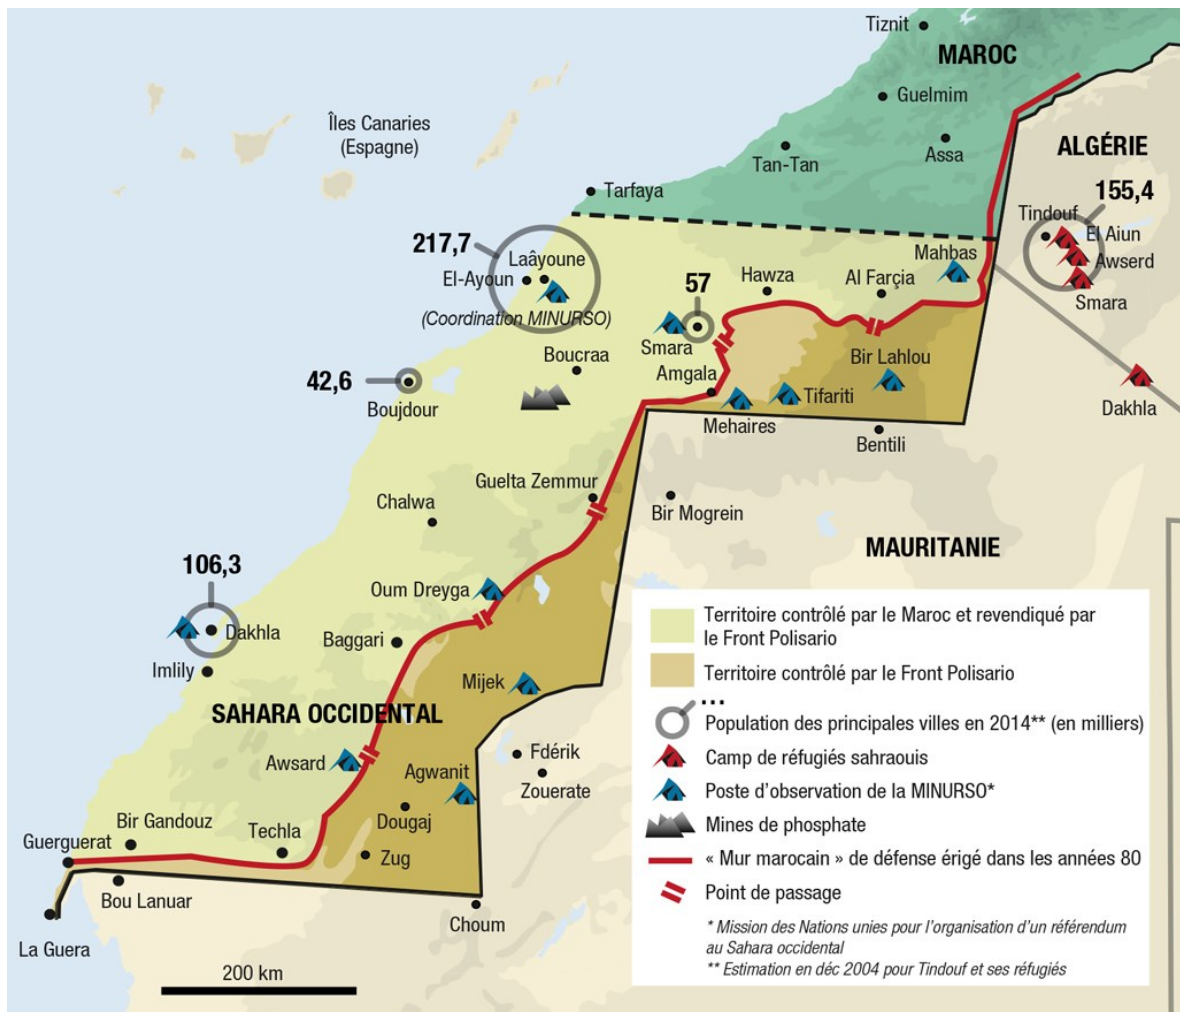 Tiznit
MAROC
Guelmim
Îles Canaries
(Espagne)
Assa
ALGÉRIE
Tan-Tan
155,4
Tarfaya
Tindouf
El Aiun
217,7
Laâyoune
Mahbas
Awserd
El-Ayoun
Hawza
Al Farçia
57
Smara
(Coordination MINURSO)
Smara
Boucraa
Bir Lahlou
42,6
Amgala
Boujdour
Tifariti
Dakhla
Mehaires
Bentili
Guelta Zemmur
Chalwa
Bir Mogrein
MAURITANIE
106,3
Oum Dreyga
Dakhla
Baggari
Imlily
Mijek
SAHARA OCCIDENTAL
Fdérik
Awsard
Agwanit
Zouerate
Bir Gandouz
Techla
Dougaj
Guerguerat
Zug
Bou Lanuar
Choum
La Guera
200 km
Territoire contrôlé par le Maroc et revendiqué par
le Front Polisario
Territoire contrôlé par le Front Polisario
...
Population des principales villes en 2014** (en milliers)
Camp de réfugiés sahraouis
Poste d'observation de la MINURSO*
Mines de phosphate
« Mur marocain » de défense érigé dans les années 80
Point de passage
* Mission des Nations unies pour l'organisation d'un référendum
au Sahara occidental
** Estimation en déc 2004 pour Tindouf et ses réfugiés